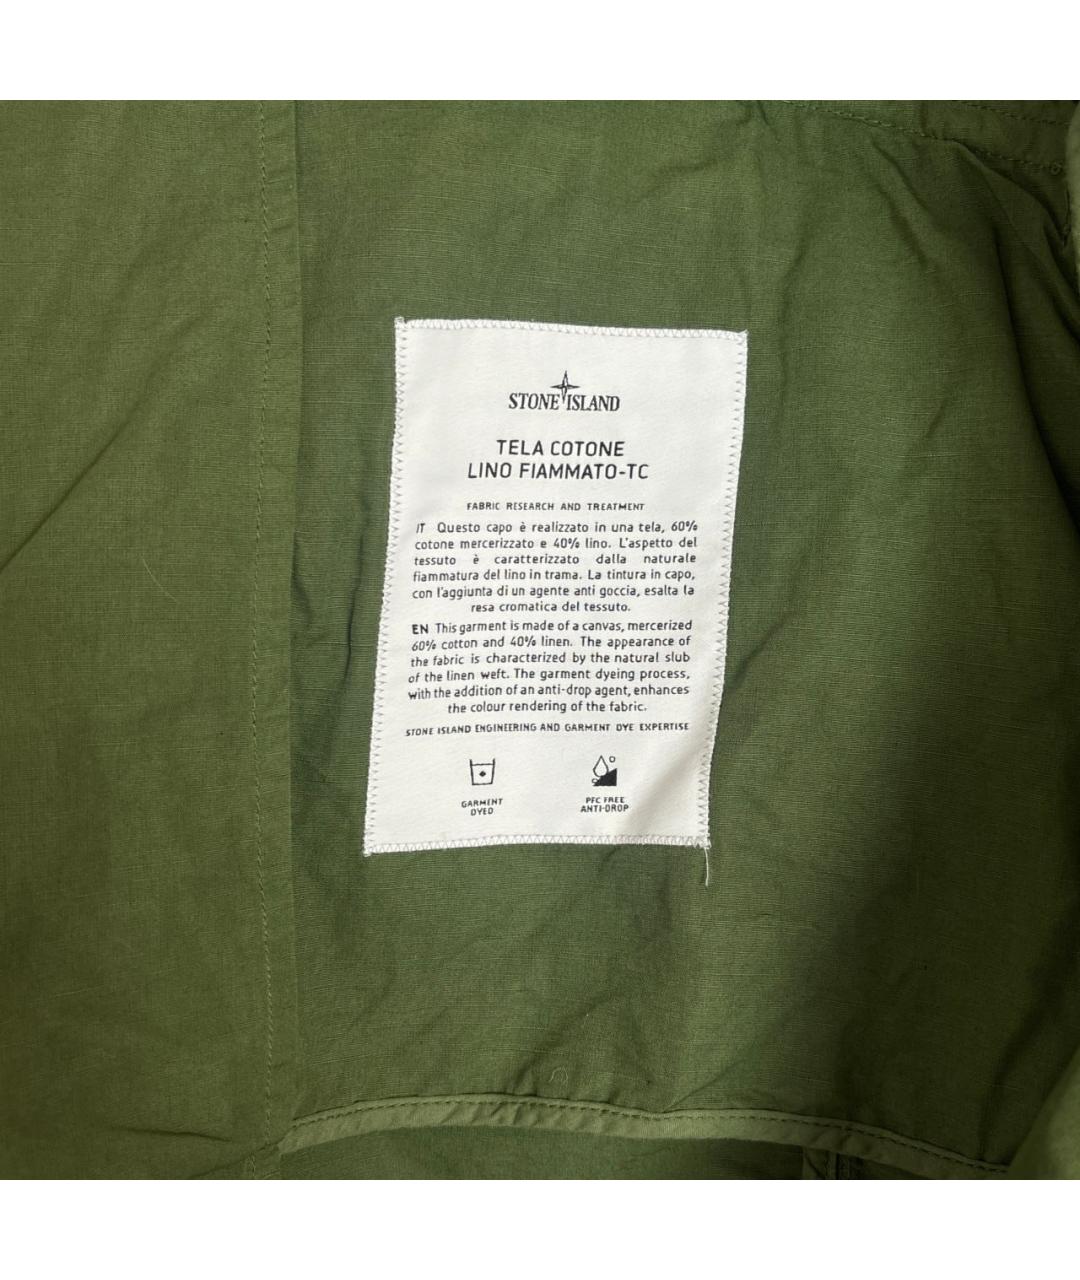 STONE ISLAND
TELA COTONE
LINO FIAMMATO-TC
FABRIC RESEARCH AND TREATMENT
IT Questo capo è realizzato in una tela, 60%
cotone mercerizzato e 40% lino. L'aspetto del
tessuto è caratterizzato dalla naturale
fiammatura del lino in trama. La tintura in capo,
con l'aggiunta di un agente anti goccia, esalta la
resa cromatica del tessuto.
EN This garment is made of a canvas, mercerized
60% cotton and 40% linen. The appearance of
the fabric is characterized by the natural slub
of the linen weft. The garment dyeing process,
with the addition of an anti-drop agent, enhances
the colour rendering of the fabric.
STONE ISLAND ENGINEERING AND GARMENT DYE EXPERTISE
GARMENT
DYED
PFC FREE
ANTI-DROP